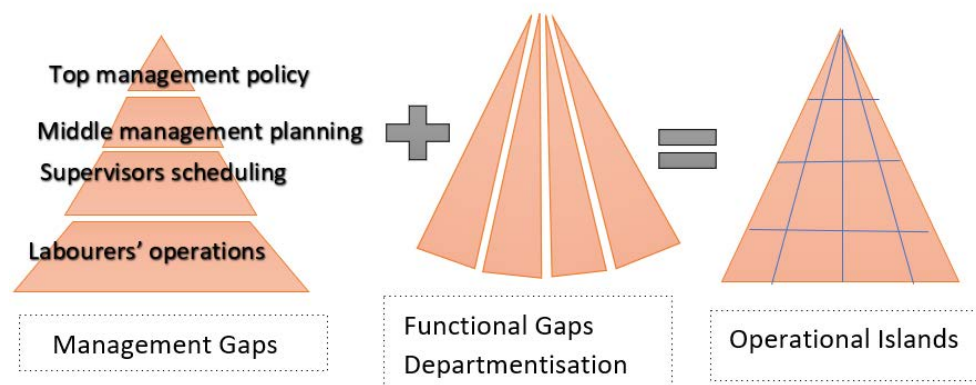 Top management policy
Middle management planning
Supervisors scheduling
Labourers' operations
Management Gaps
Functional Gaps
Departmentisation
Operational Islands